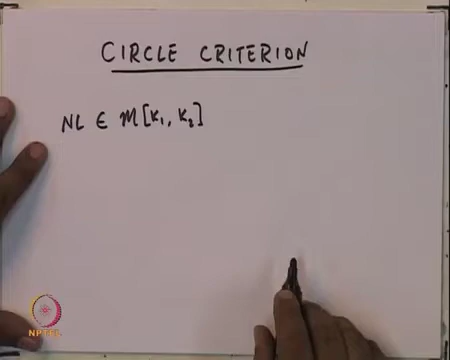 CIRCLE CRITERION
NL ∈ M[K₁, K₂]
NPTEL